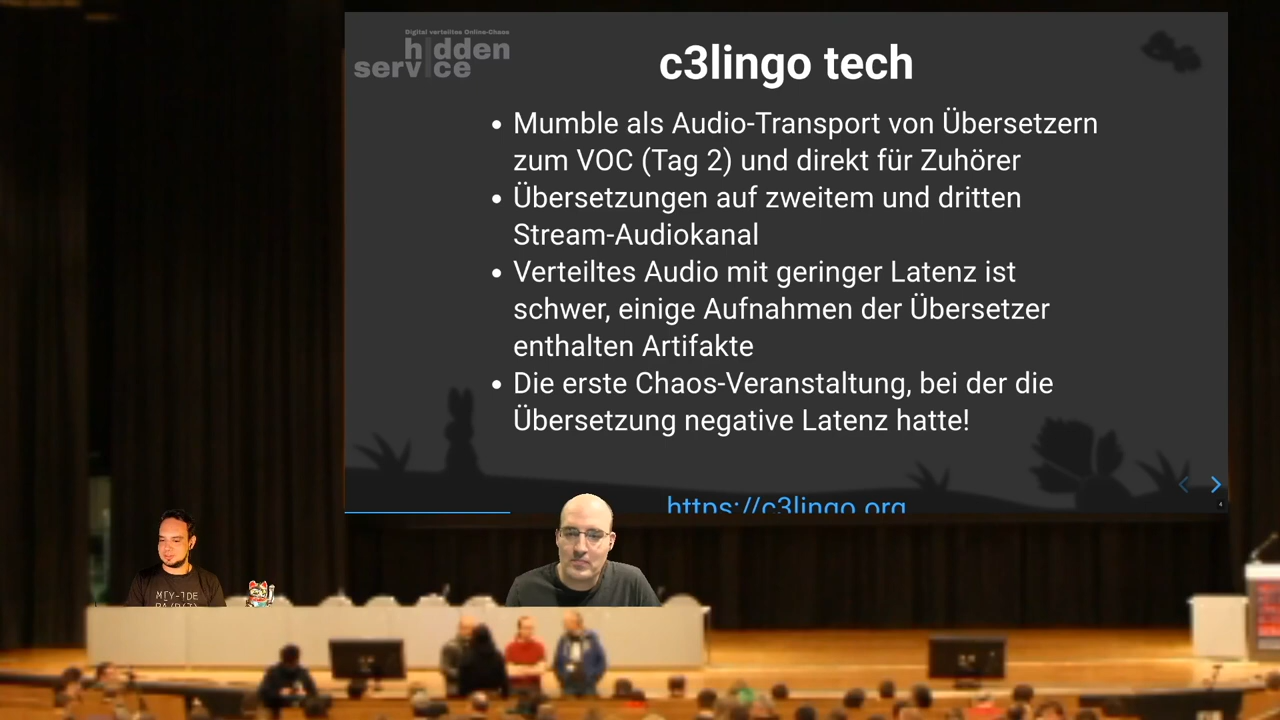 Digital verteiltes Online-Chaos
hidden
service
c3lingo tech
Mumble als Audio-Transport von Übersetzern
zum VOC (Tag 2) und direkt für Zuhörer
Übersetzungen auf zweitem und dritten
Stream-Audiokanal
Verteiltes Audio mit geringer Latenz ist
schwer, einige Aufnahmen der Übersetzer
enthalten Artifakte
Die erste Chaos-Veranstaltung, bei der die
Übersetzung negative Latenz hatte!
https://c3lingo.org
4